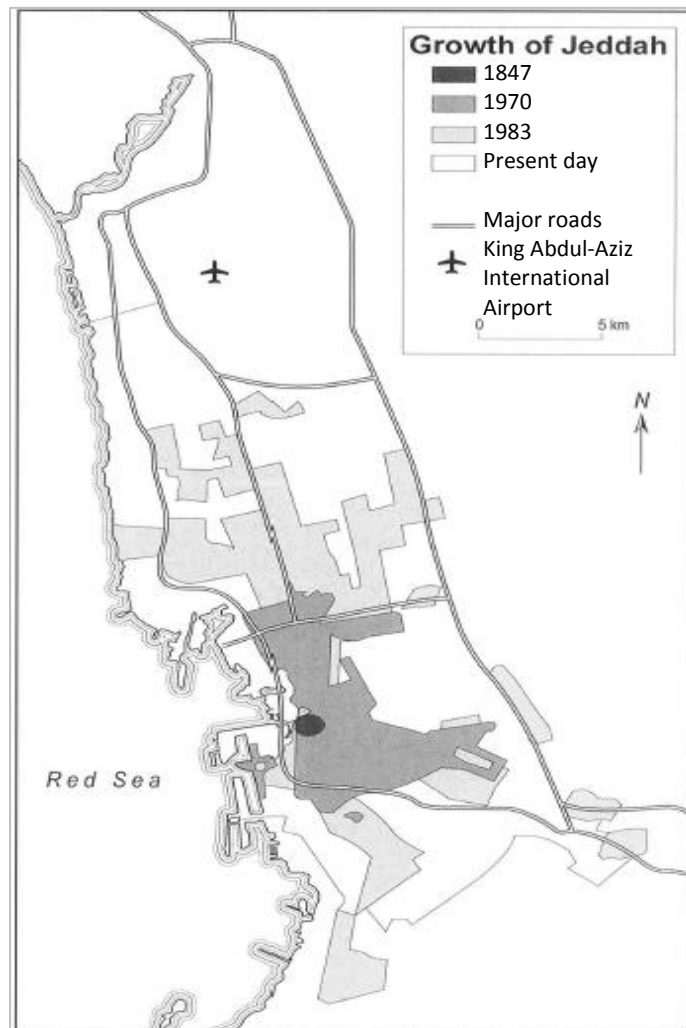 Growth of Jeddah
1847
1970
1983
Present day
Major roads
King Abdul-Aziz
International
Airport
0 5 km
N
Red Sea